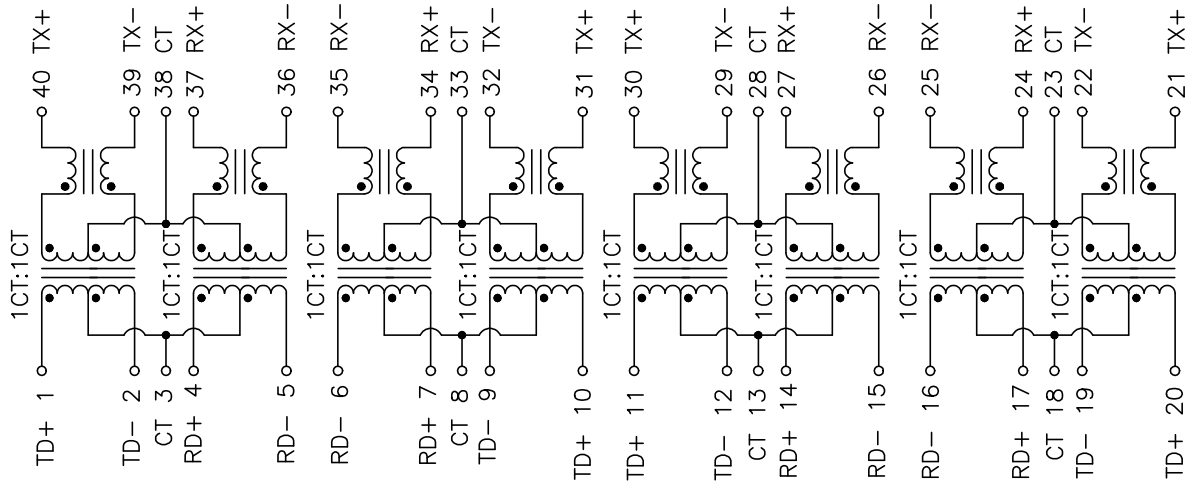 40 TX+
39 TX-
38 CT
37 RX+
36 RX-
35 RX-
34 RX+
33 CT
32 TX-
31 TX+
30 TX+
29 TX-
28 CT
27 RX+
26 RX-
25 RX-
24 RX+
23 CT
22 TX-
21 TX+
1CT:1CT
1CT:1CT
1CT:1CT
1CT:1CT
1CT:1CT
1CT:1CT
1CT:1CT
1CT:1CT
TD+ 1
TD- 2
CT 3
RD+ 4
RD- 5
RD- 6
RD+ 7
CT 8
TD- 9
TD+ 10
TD+ 11
TD- 12
CT 13
RD+ 14
RD- 15
RD- 16
RD+ 17
CT 18
TD- 19
TD+ 20